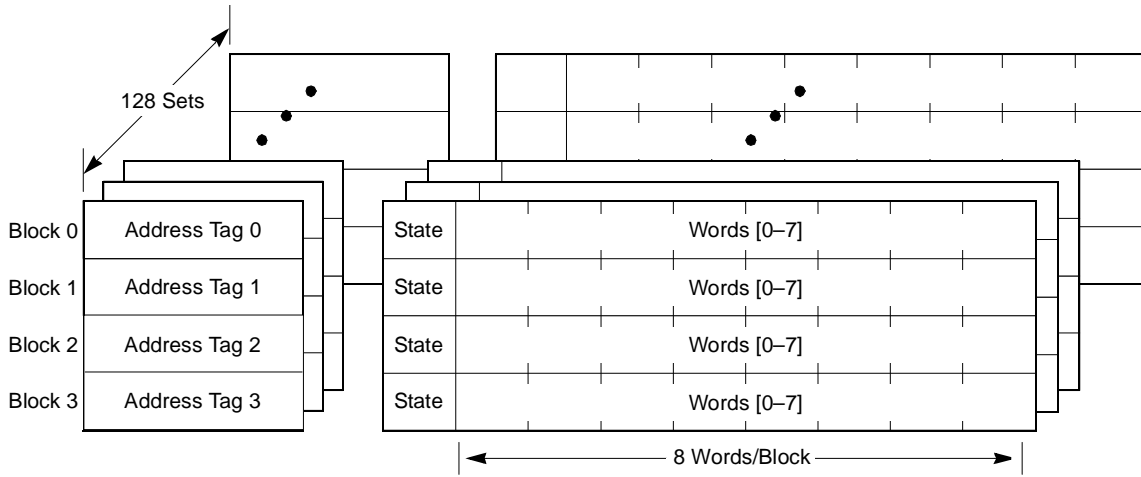 128 Sets
Block 0 Address Tag 0 State Words [0–7]
Block 1 Address Tag 1 State Words [0–7]
Block 2 Address Tag 2 State Words [0–7]
Block 3 Address Tag 3 State Words [0–7]
8 Words/Block